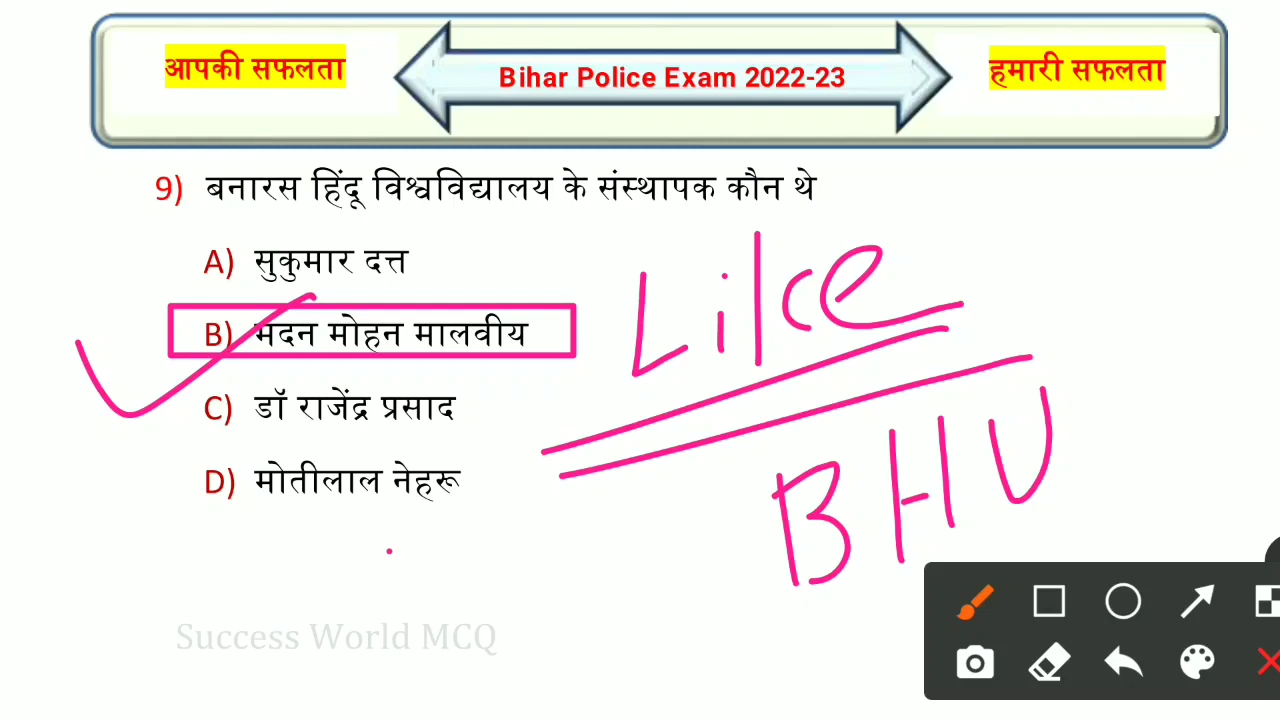 आपकी सफलता
Bihar Police Exam 2022-23
हमारी सफलता
9) बनारस हिंदू विश्वविद्यालय के संस्थापक कौन थे
A) सुकुमार दत्त
B) मदन मोहन मालवीय
C) डॉ राजेंद्र प्रसाद
D) मोतीलाल नेहरू
Like
BHU
Success World MCQ